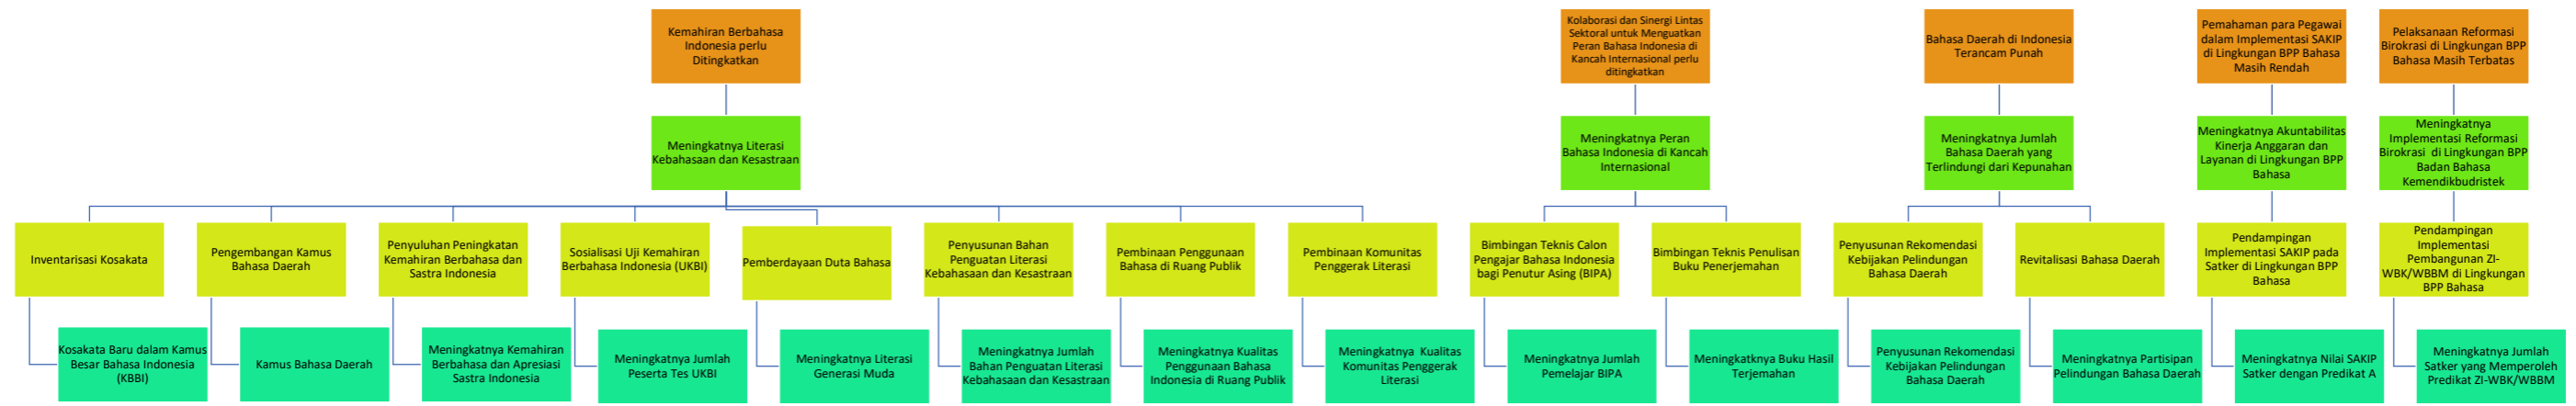 Kemahiran Berbahasa
Indonesia perlu
Ditingkatkan
Kolaborasi dan Sinergi Lintas
Sektoral untuk Menguatkan
Peran Bahasa Indonesia di
Kancah Internasional perlu
ditingkatkan
Bahasa Daerah di Indonesia
Terancam Punah
Pemahaman para Pegawai
dalam Implementasi SAKIP
di Lingkungan BPP Bahasa
Masih Rendah
Pelaksanaan Reformasi
Birokrasi di Lingkungan BPP
Bahasa Masih Terbatas
Meningkatnya Literasi
Kebahasaan dan Kesastraan
Meningkatnya Peran
Bahasa Indonesia di Kancah
Internasional
Meningkatnya Jumlah
Bahasa Daerah yang
Terlindungi dari Kepunahan
Meningkatnya Akuntabilitas
Kinerja Anggaran dan
Layanan di Lingkungan BPP
Bahasa
Meningkatnya
Implementasi Reformasi
Birokrasi di Lingkungan BPP
Badan Bahasa
Kemendikbudristek
Inventarisasi Kosakata
Pengembangan Kamus
Bahasa Daerah
Penyuluhan Peningkatan
Kemahiran Berbahasa dan
Sastra Indonesia
Sosialisasi Uji Kemahiran
Berbahasa Indonesia (UKBI)
Pemberdayaan Duta Bahasa
Penyusunan Bahan
Penguatan Literasi
Kebahasaan dan Kesastraan
Pembinaan Penggunaan
Bahasa di Ruang Publik
Pembinaan Komunitas
Penggerak Literasi
Bimbingan Teknis Calon
Pengajar Bahasa Indonesia
bagi Penutur Asing (BIPA)
Bimbingan Teknis Penulisan
Buku Penerjemahan
Penyusunan Rekomendasi
Kebijakan Pelindungan
Bahasa Daerah
Revitalisasi Bahasa Daerah
Pendampingan
Implementasi SAKIP pada
Satker di Lingkungan BPP
Bahasa
Pendampingan
Implementasi
Pembangunan ZI-
WBK/WBBM di Lingkungan
BPP Bahasa
Kosakata Baru dalam Kamus
Besar Bahasa Indonesia
(KBBI)
Kamus Bahasa Daerah
Meningkatnya Kemahiran
Berbahasa dan Apresiasi
Sastra Indonesia
Meningkatnya Jumlah
Peserta Tes UKBI
Meningkatnya Literasi
Generasi Muda
Meningkatnya Jumlah
Bahan Penguatan Literasi
Kebahasaan dan Kesastraan
Meningkatnya Kualitas
Penggunaan Bahasa
Indonesia di Ruang Publik
Meningkatnya Kualitas
Komunitas Penggerak
Literasi
Meningkatnya Jumlah
Pemelajar BIPA
Meningkatknya Buku Hasil
Terjemahan
Penyusunan Rekomendasi
Kebijakan Pelindungan
Bahasa Daerah
Meningkatnya Partisipan
Pelindungan Bahasa Daerah
Meningkatnya Nilai SAKIP
Satker dengan Predikat A
Meningkatnya Jumlah
Satker yang Memperoleh
Predikat ZI-WBK/WBBM